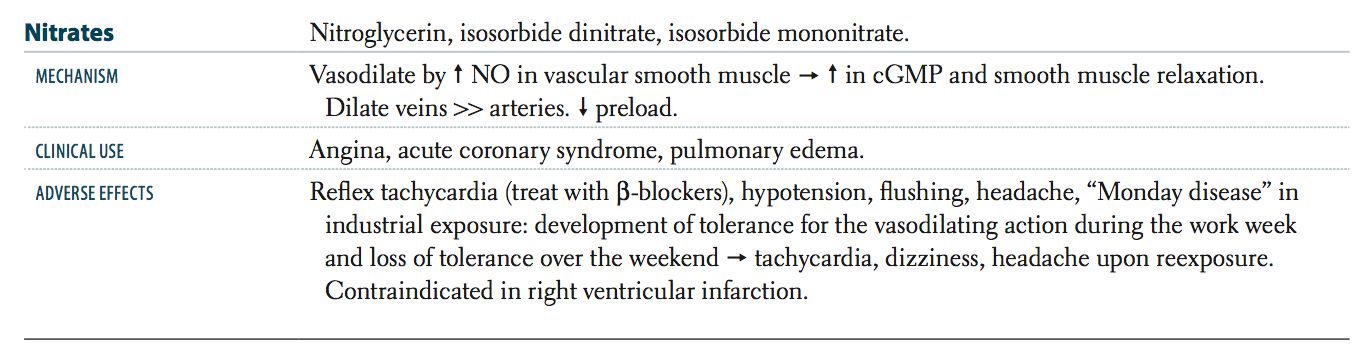 Nitrates Nitroglycerin, isosorbide dinitrate, isosorbide mononitrate.
MECHANISM Vasodilate by ↑ NO in vascular smooth muscle → ↑ in cGMP and smooth muscle relaxation.
Dilate veins >> arteries. ↓ preload.
CLINICAL USE Angina, acute coronary syndrome, pulmonary edema.
ADVERSE EFFECTS Reflex tachycardia (treat with β-blockers), hypotension, flushing, headache, “Monday disease” in
industrial exposure: development of tolerance for the vasodilating action during the work week
and loss of tolerance over the weekend → tachycardia, dizziness, headache upon reexposure.
Contraindicated in right ventricular infarction.